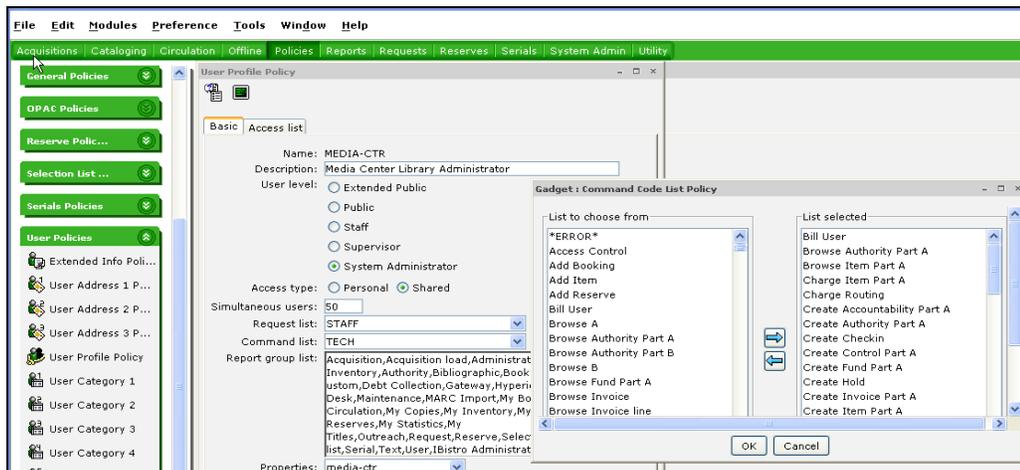 File Edit Modules Preference Tools Window Help
Acquisitions Cataloging Circulation Offline Policies Reports Requests Reserves Serials System Admin Utility
General Policies
OPAC Policies
Reserve Polic...
Selection List ...
Serials Policies
User Policies
Extended Info Poli...
User Address 1 P...
User Address 2 P...
User Address 3 P...
User Profile Policy
User Category 1
User Category 2
User Category 3
User Category 4
User Profile Policy
Basic Access list
Name: MEDIA-CTR
Description: Media Center Library Administrator
User level: Extended Public
Public
Staff
Supervisor
System Administrator
Access type: Personal Shared
Simultaneous users: 50
Request list: STAFF
Command list: TECH
Report group list: Acquisition,Acquisition load,Administrat
Inventory,Authority,Bibliographic,Book
ustom,Debt Collection,Gateway,Hyperi
Desk,Maintenance,MARC Import,My Bo
Circulation,My Copies,My Inventory,My
Reserves,My Statistics,My
Titles,Outreach,Request,Reserve,Selec
list,Serial,Text,User,IBistro Administrat
Properties: media-ctr
Gadget : Command Code List Policy
List to choose from
*ERROR*
Access Control
Add Booking
Add Item
Add Reserve
Bill User
Browse A
Browse Authority Part A
Browse Authority Part B
Browse B
Browse Fund Part A
Browse Invoice
Browse Invoice line
List selected
Bill User
Browse Authority Part A
Browse Item Part A
Charge Item Part A
Charge Routing
Create Accountability Part A
Create Authority Part A
Create Checkin
Create Control Part A
Create Fund Part A
Create Hold
Create Invoice Part A
Create Item Part A
OK Cancel